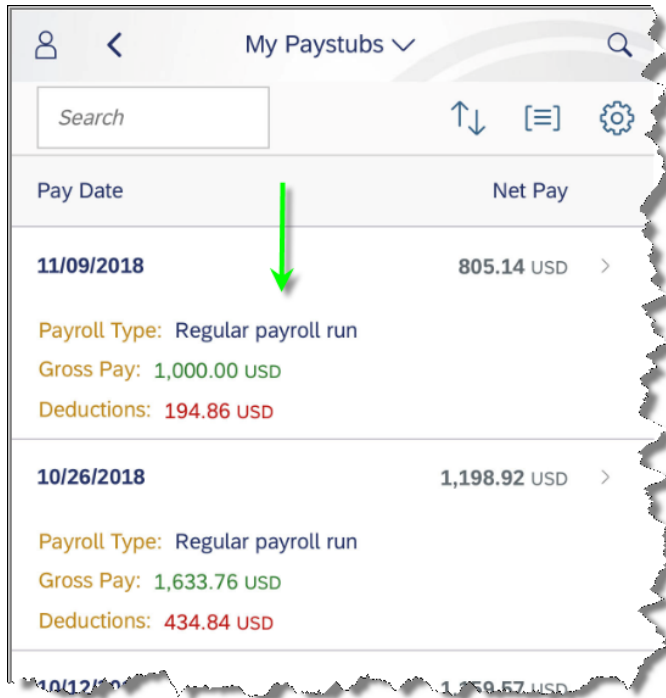 My Paystubs
Search
Pay Date Net Pay
11/09/2018 805.14 USD
Payroll Type: Regular payroll run
Gross Pay: 1,000.00 USD
Deductions: 194.86 USD
10/26/2018 1,198.92 USD
Payroll Type: Regular payroll run
Gross Pay: 1,633.76 USD
Deductions: 434.84 USD
USD